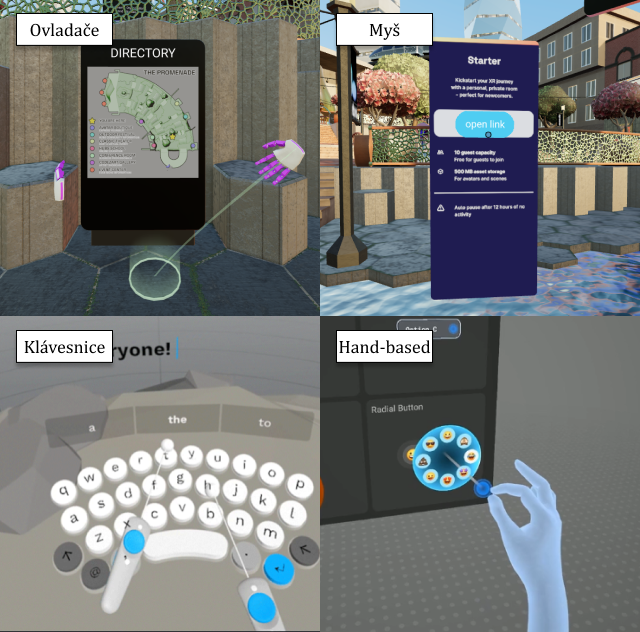 Ovladače
DIRECTORY
THE PROMENADE
Myš
Starter
Kickstart your XR journey
with a personal, private room
– perfect for newcomers.
open link
10 guest capacity
Free for guests to join
500 MB asset storage
For avatars and scenes
Auto pause after 12 hours of no
activity
Klávesnice
ryone!
a the to
q w e r t y u i o p
a s d f g h j k l
z x c v b n m
@ .
Hand-based
Option C
Radial Button